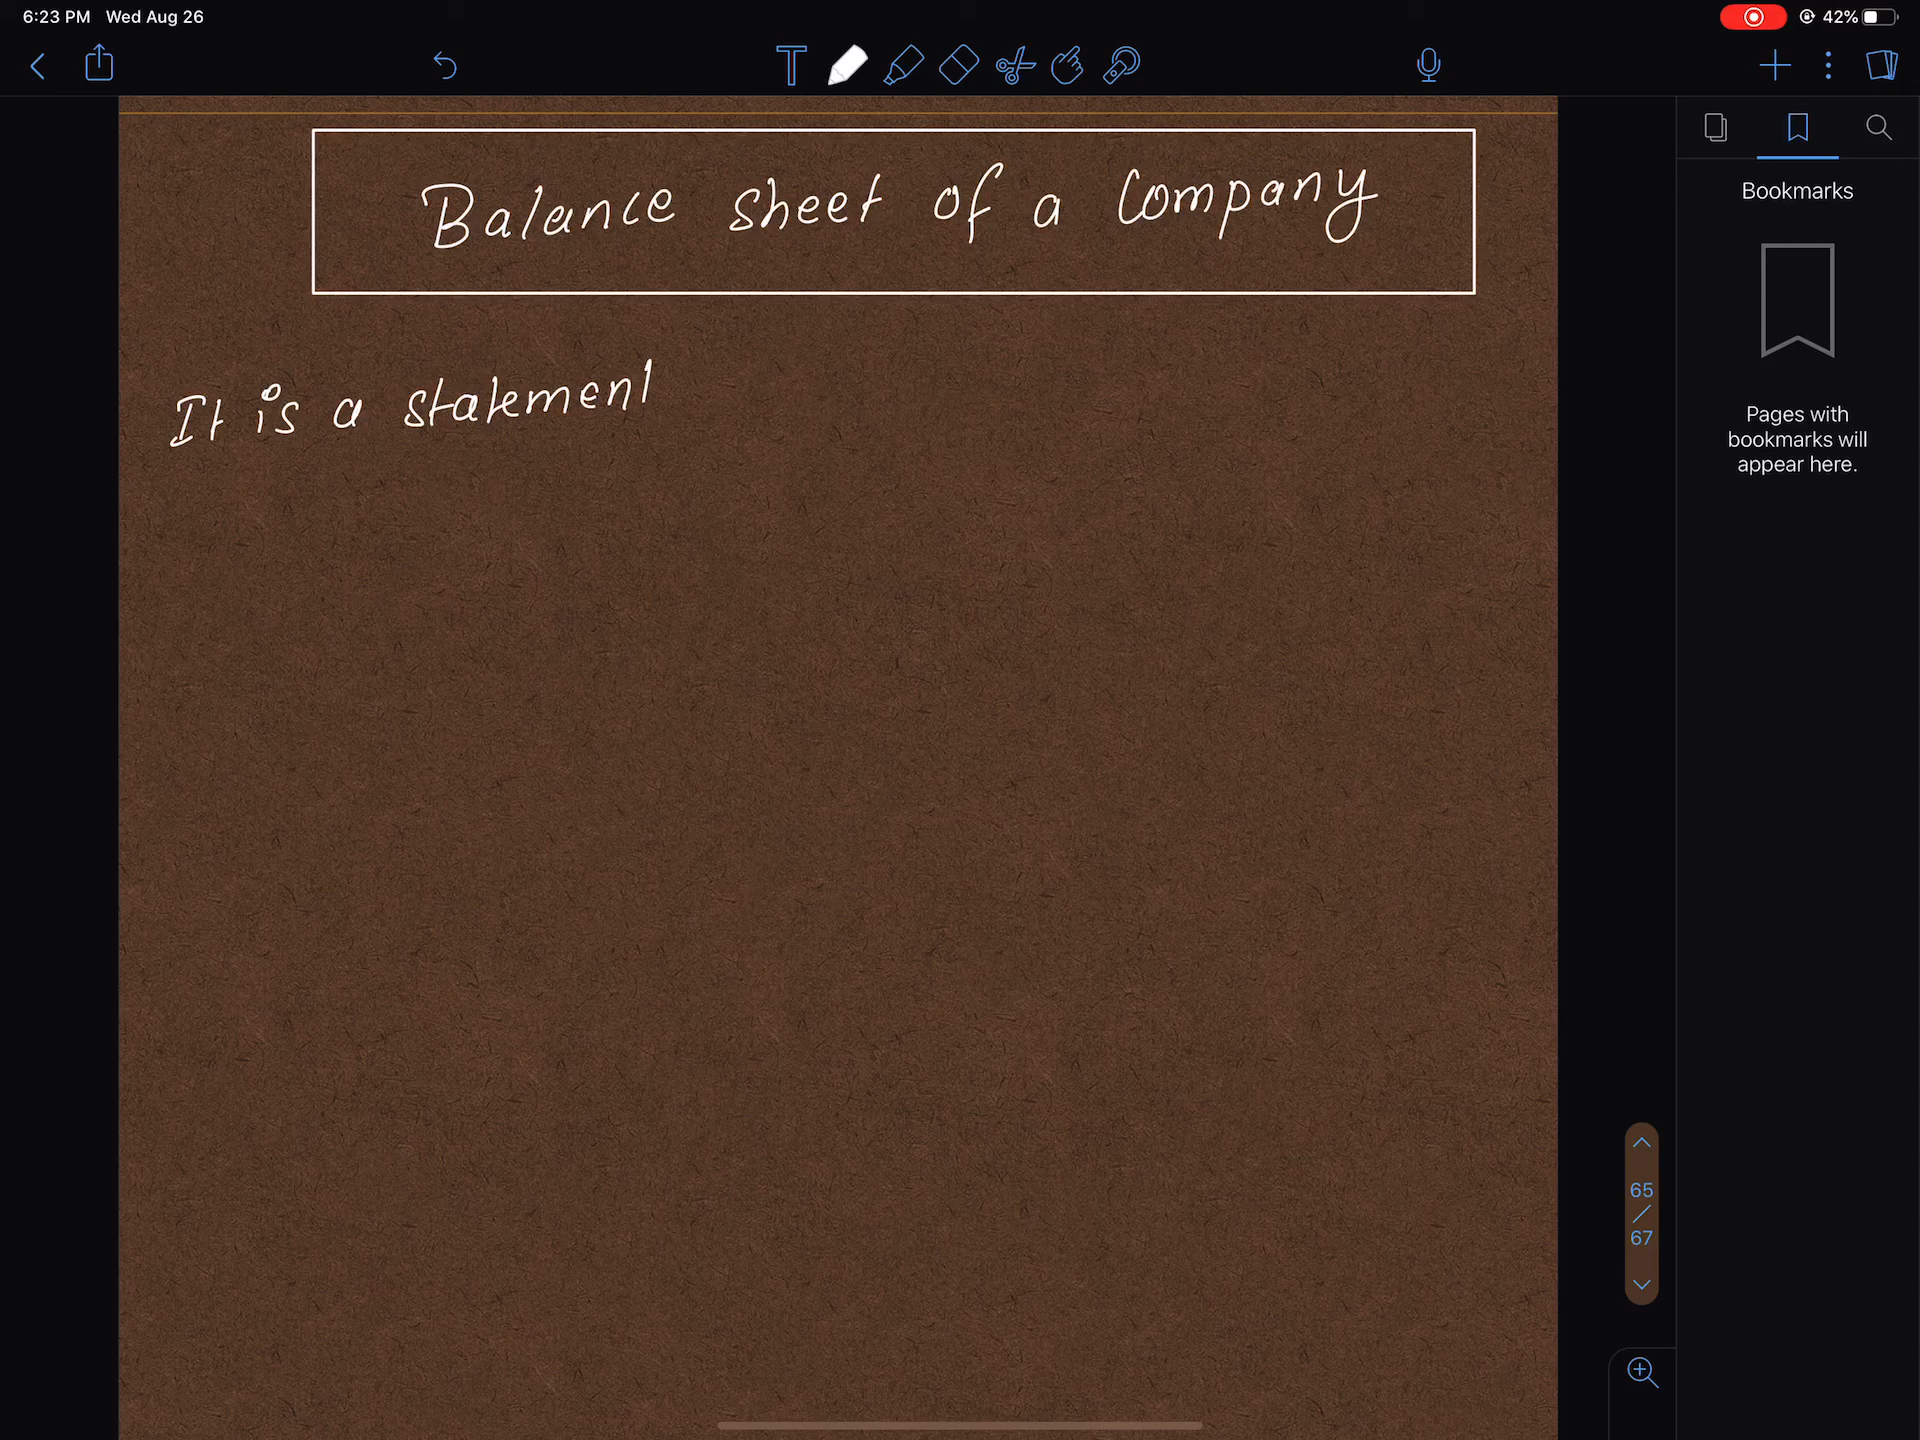 6:23 PM Wed Aug 26
42%
Balance sheet of a Company
Bookmarks
It is a statement
Pages with
bookmarks will
appear here.
65
/
67